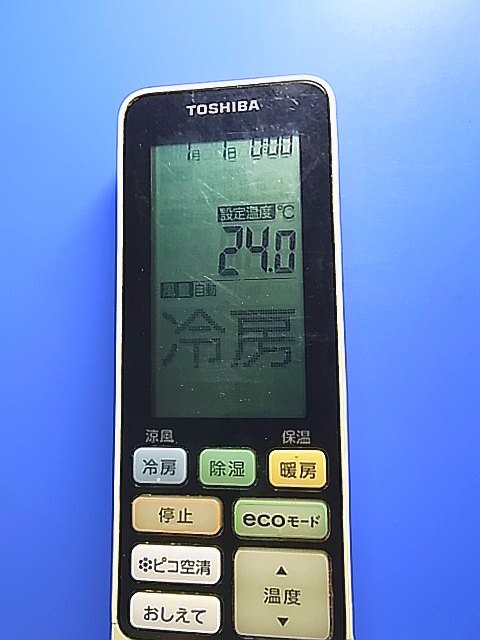 TOSHIBA
1月 1日 0:00
設定温度 ℃
24.0
風量 自動
冷房
涼風 保温
冷房 除湿 暖房
停止 ecoモード
ピコ空清
▲
温度
おしえて
▼